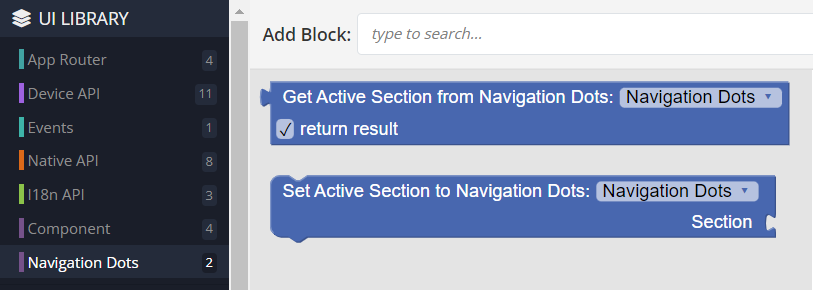 UI LIBRARY
App Router 4
Device API 11
Events 1
Native API 8
I18n API 3
Component 4
Navigation Dots 2
Add Block: type to search...
Get Active Section from Navigation Dots: Navigation Dots
return result
Set Active Section to Navigation Dots: Navigation Dots
Section